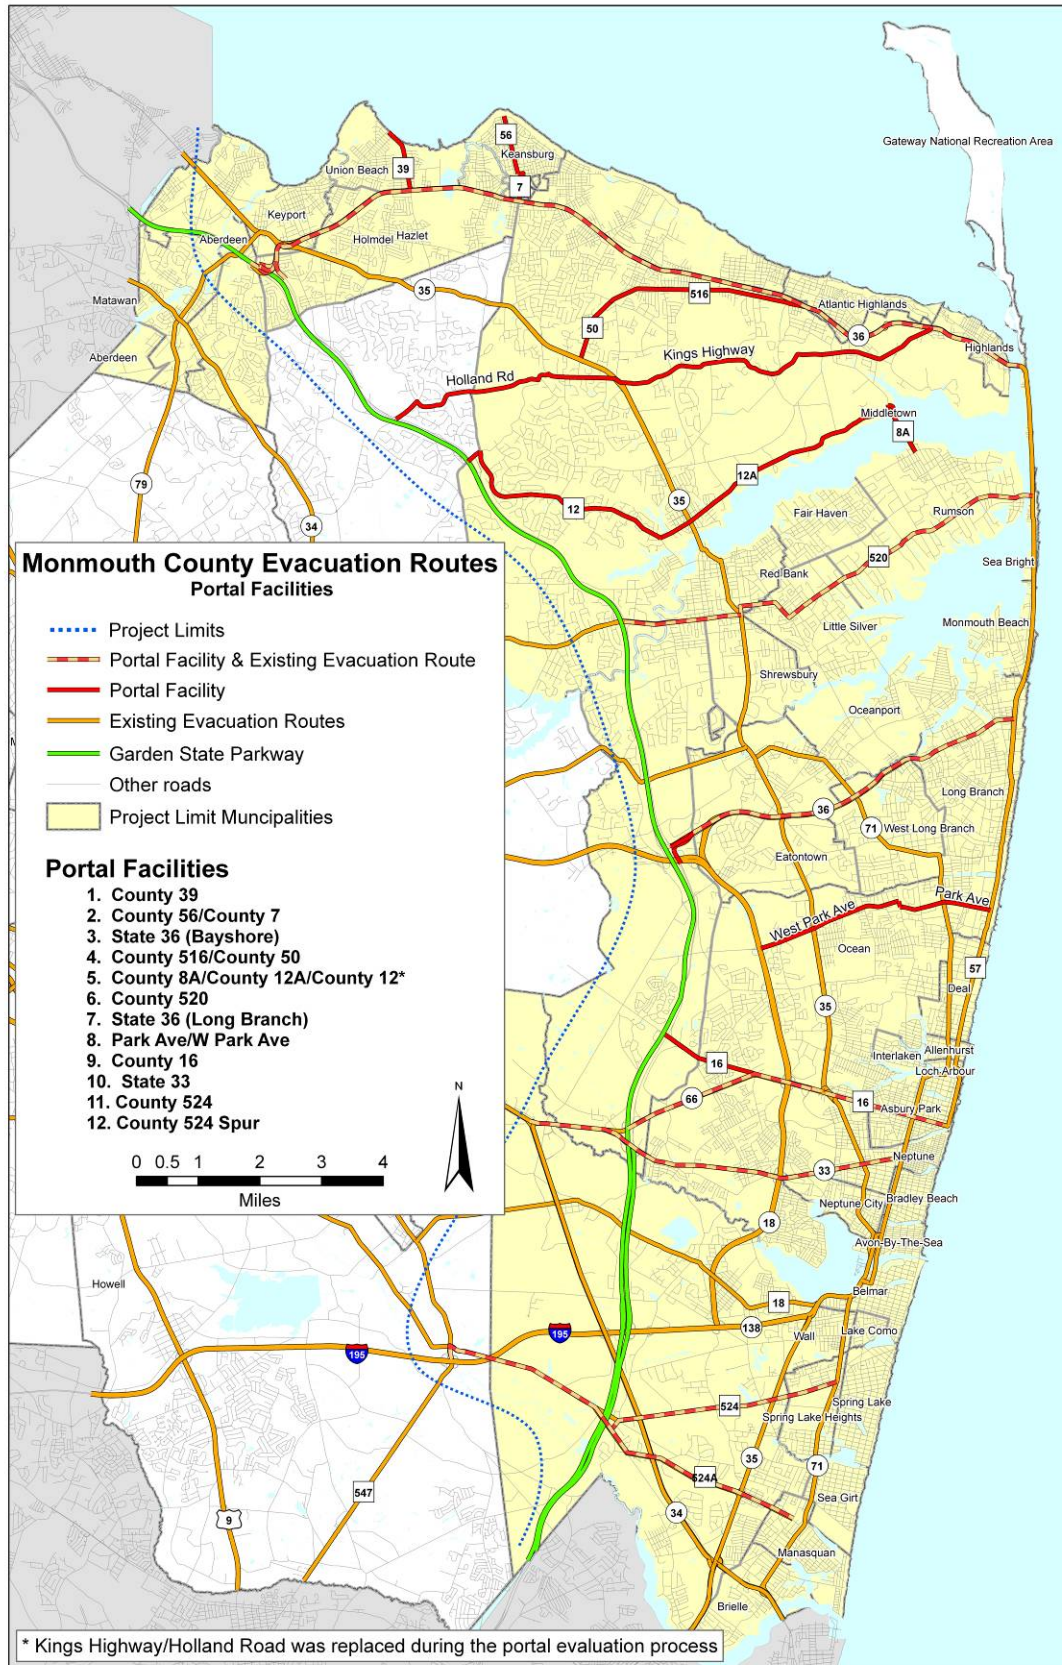 Gateway National Recreation Area
56
Keansburg
Union Beach
39
7
Keyport
Aberdeen
Holmdel
Hazlet
35
516
Matawan
Atlantic Highlands
50
36
Aberdeen
Kings Highway
Highlands
Holland Rd
Middletown
8A
79
12A
35
12
34
Fair Haven
Rumson
520
Sea Bright
Red Bank
Little Silver
Monmouth Beach
Shrewsbury
Oceanport
Long Branch
36
71
West Long Branch
Eatontown
Park Ave
West Park Ave
Ocean
57
Deal
35
Interlaken
Allenhurst
16
Loch Arbour
66
16
Asbury Park
33
Neptune
Neptune City
Bradley Beach
18
Avon-By-The-Sea
Howell
Belmar
18
195
138
Wall
Lake Como
195
524
Spring Lake
Spring Lake Heights
35
71
524A
547
Sea Girt
9
34
Manasquan
Brielle
Monmouth County Evacuation Routes
Portal Facilities
Project Limits
Portal Facility & Existing Evacuation Route
Portal Facility
Existing Evacuation Routes
Garden State Parkway
Other roads
Project Limit Muncipalities
Portal Facilities
1. County 39
2. County 56/County 7
3. State 36 (Bayshore)
4. County 516/County 50
5. County 8A/County 12A/County 12*
6. County 520
7. State 36 (Long Branch)
8. Park Ave/W Park Ave
9. County 16
10. State 33
11. County 524
12. County 524 Spur
N
0 0.5 1 2 3 4
Miles
* Kings Highway/Holland Road was replaced during the portal evaluation process